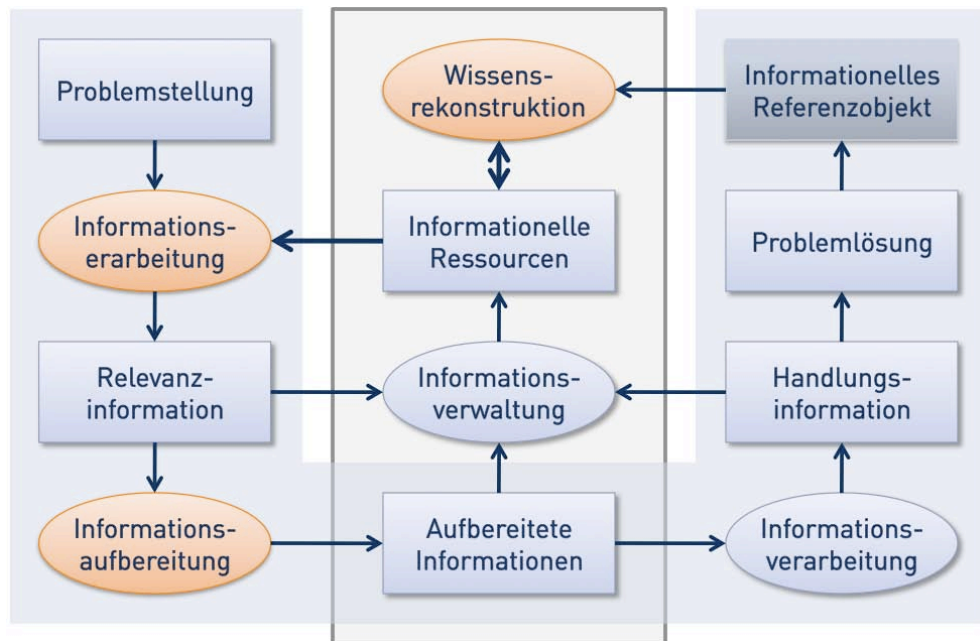 Problemstellung
Wissens-
rekonstruktion
Informationelles
Referenzobjekt
Informations-
erarbeitung
Informationelle
Ressourcen
Problemlösung
Relevanz-
information
Informations-
verwaltung
Handlungs-
information
Informations-
aufbereitung
Aufbereitete
Informationen
Informations-
verarbeitung